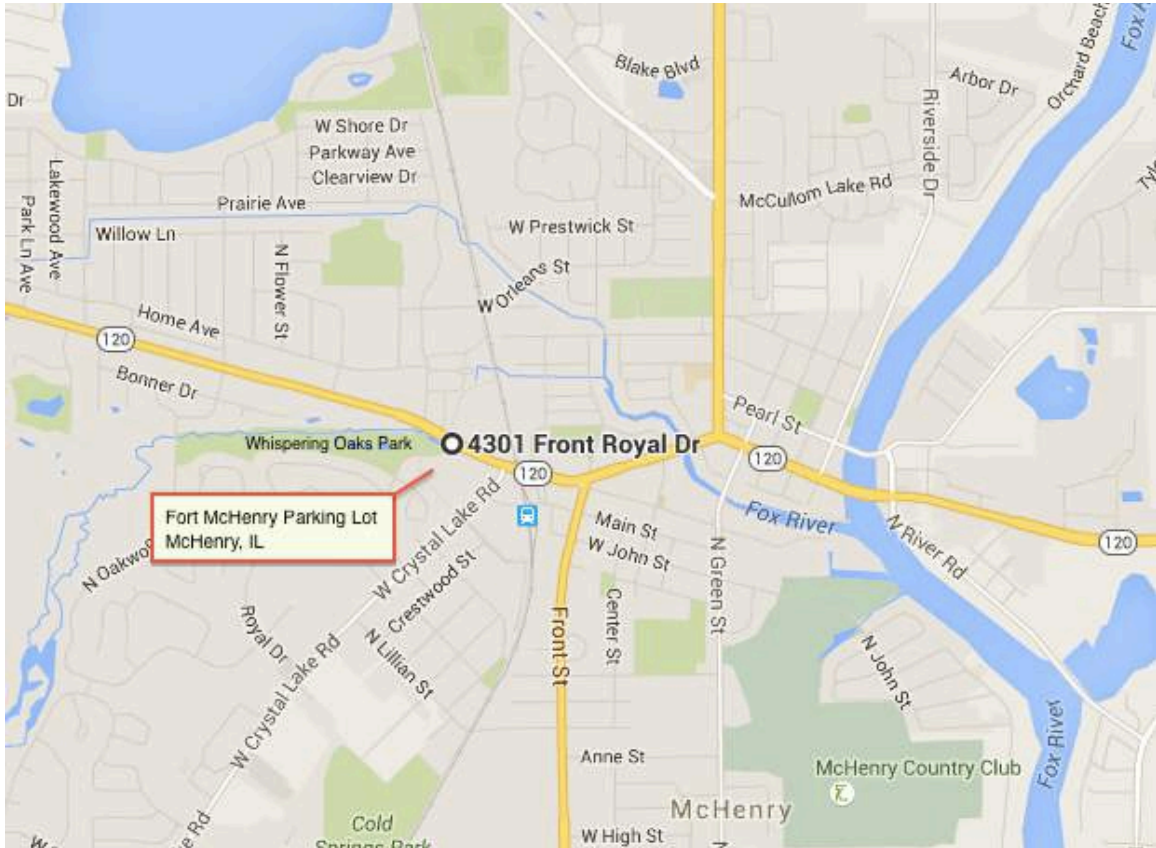 Blake Blvd
Arbor Dr
Orchard Beach
Fox
Dr
W Shore Dr
Parkway Ave
Clearview Dr
Riverside Dr
McCullom Lake Rd
Lakewood Ave
Park Ln Ave
Prairie Ave
Willow Ln
N Flower St
W Prestwick St
W Orleans St
Home Ave
120
Bonner Dr
Pearl St
Whispering Oaks Park
4301 Front Royal Dr
120
120
Fort McHenry Parking Lot
McHenry, IL
Main St
W John St
Fox River
N River Rd
120
W Crystal Lake Rd
Crestwood St
N Lillian St
Royal Dr
Center St
N Green St
Front St
N John St
W Crystal Lake Rd
Anne St
McHenry Country Club
Fox River
McHenry
Cold
Springs Park
W High St
Rd
N